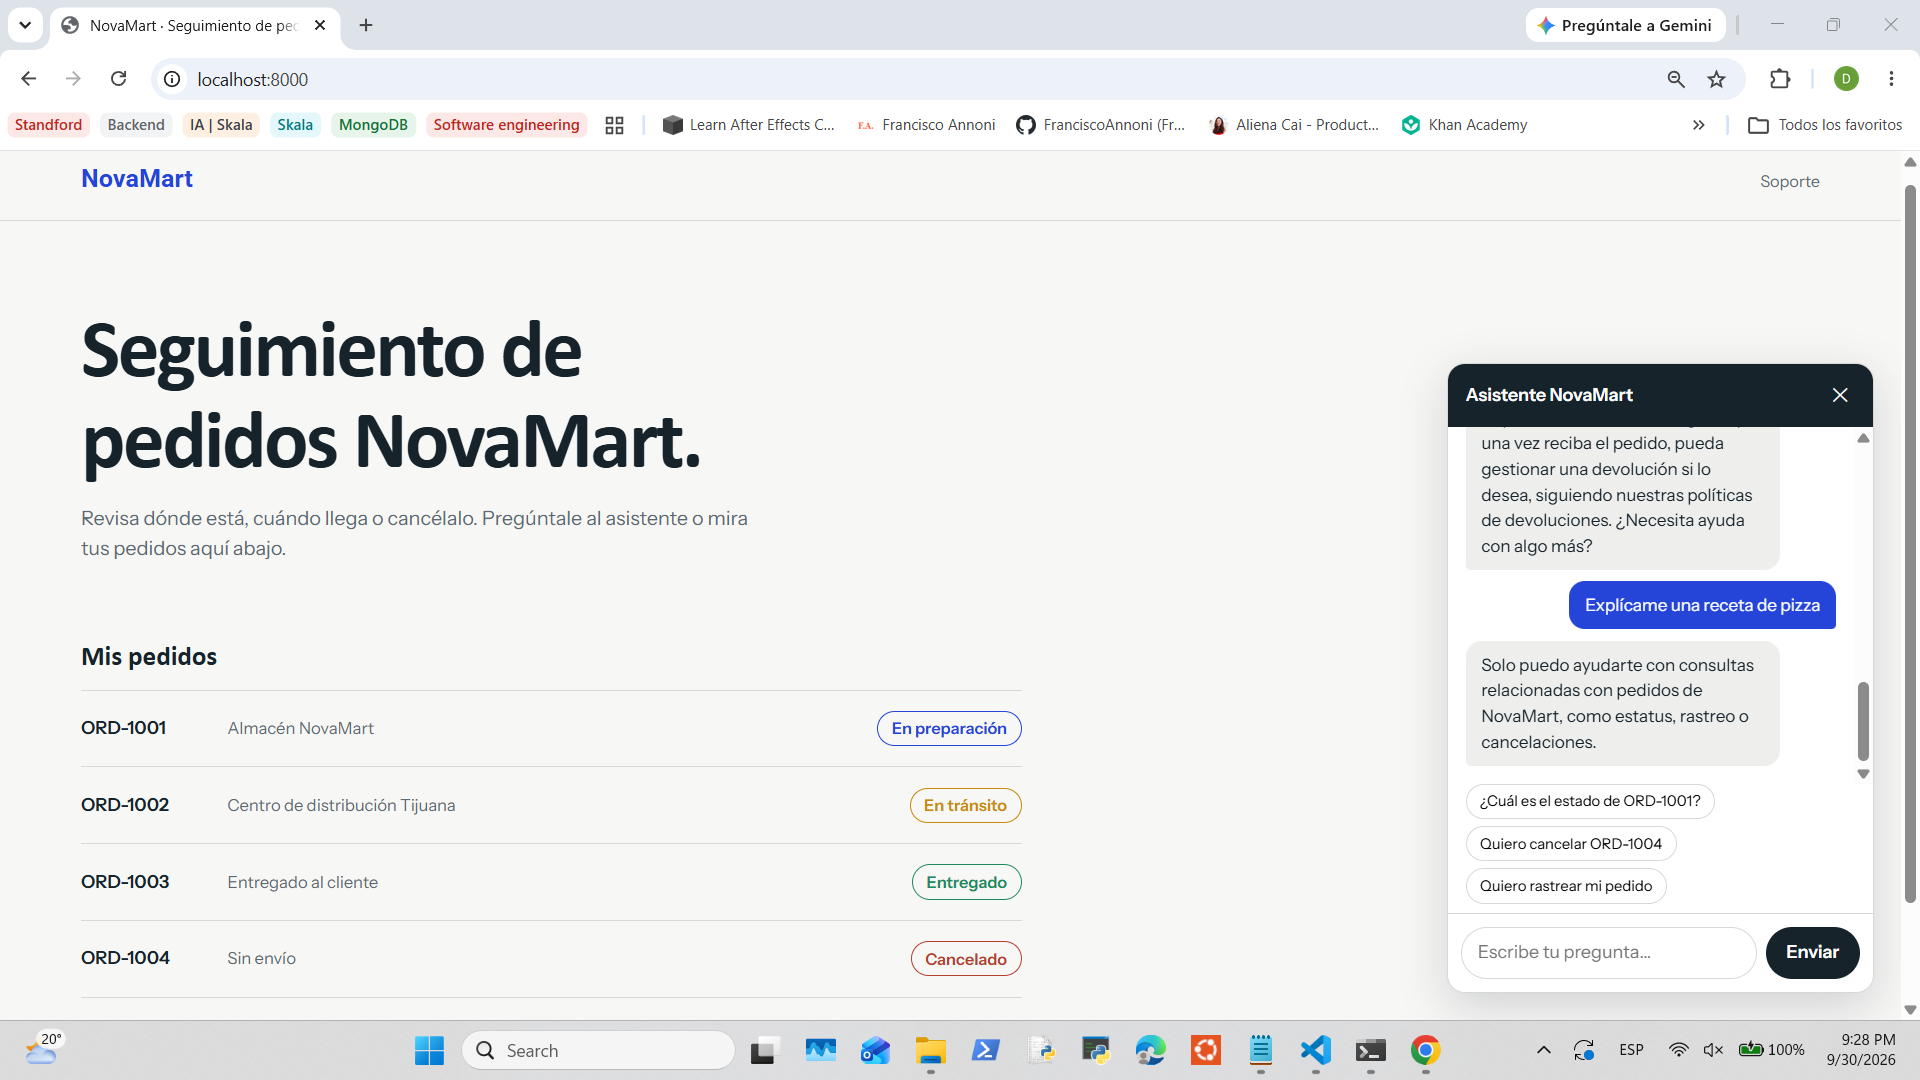 NovaMart · Seguimiento de pec
Pregúntale a Gemini
localhost:8000
D
Standford
Backend
IA | Skala
Skala
MongoDB
Software engineering
Learn After Effects C...
F.A.
Francisco Annoni
FranciscoAnnoni (Fr...
Aliena Cai - Product...
Khan Academy
Todos los favoritos
NovaMart
Soporte
Seguimiento de
pedidos NovaMart.
Revisa dónde está, cuándo llega o cancélalo. Pregúntale al asistente o mira
tus pedidos aquí abajo.
Mis pedidos
ORD-1001
Almacén NovaMart
En preparación
ORD-1002
Centro de distribución Tijuana
En tránsito
ORD-1003
Entregado al cliente
Entregado
ORD-1004
Sin envío
Cancelado
Asistente NovaMart
una vez reciba el pedido, pueda
gestionar una devolución si lo
desea, siguiendo nuestras políticas
de devoluciones. ¿Necesita ayuda
con algo más?
Explícame una receta de pizza
Solo puedo ayudarte con consultas
relacionadas con pedidos de
NovaMart, como estatus, rastreo o
cancelaciones.
¿Cuál es el estado de ORD-1001?
Quiero cancelar ORD-1004
Quiero rastrear mi pedido
Escribe tu pregunta...
Enviar
20°
Search
ESP
100%
9:28 PM
9/30/2026